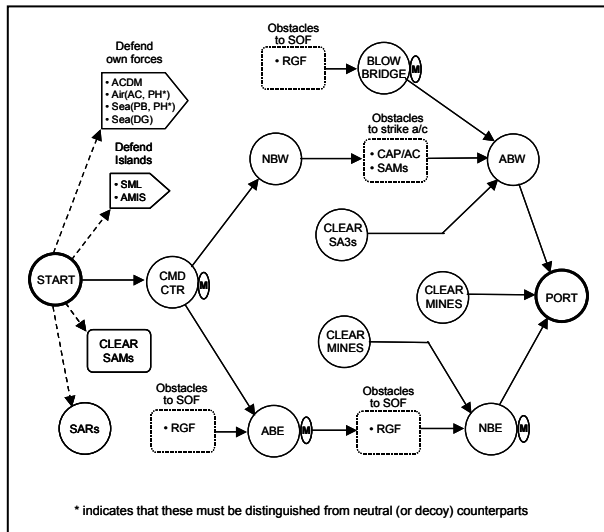 Defend
own forces
• ACDM
• Air(AC, PH*)
• Sea(PB, PH*)
• Sea(DG)
Defend
Islands
• SML
• AMIS
START
CLEAR
SAMs
SARs
CMD
CTR
M
NBW
Obstacles
to SOF
• RGF
BLOW
BRIDGE
M
Obstacles
to strike a/c
• CAP/AC
• SAMs
ABW
CLEAR
SA3s
CLEAR
MINES
PORT
CLEAR
MINES
Obstacles
to SOF
• RGF
ABE
M
Obstacles
to SOF
• RGF
NBE
M
* indicates that these must be distinguished from neutral (or decoy) counterparts